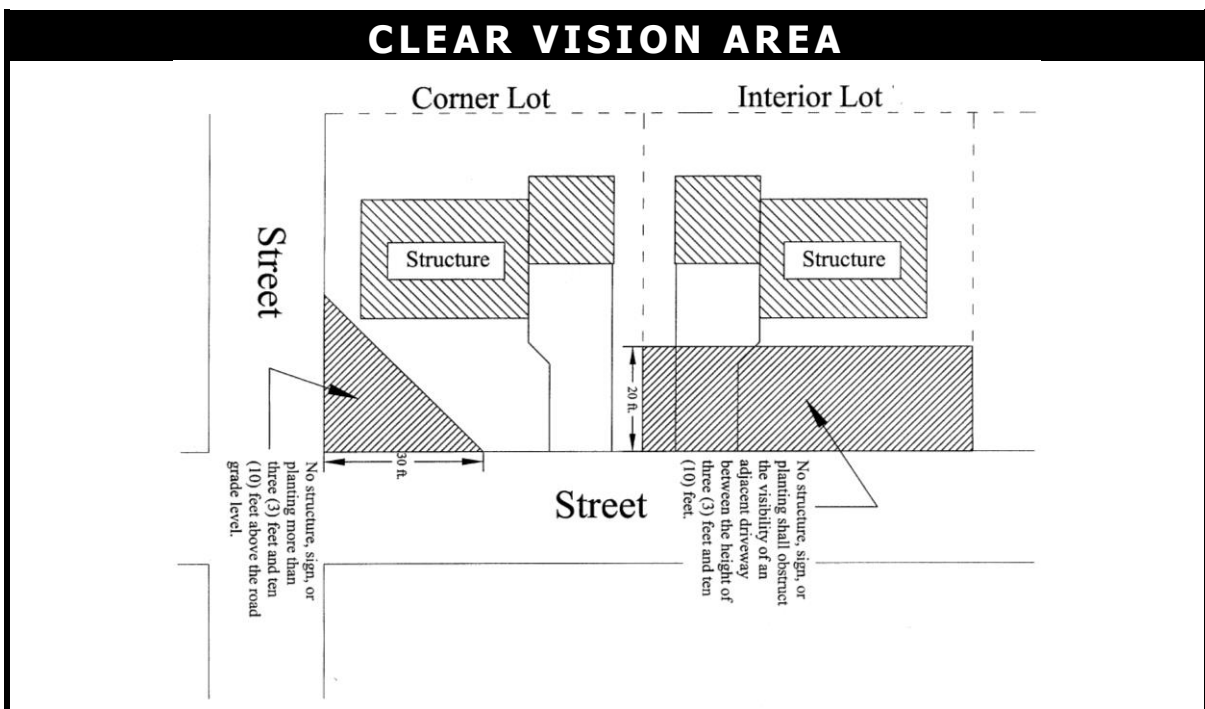 CLEAR VISION AREA
Corner Lot
Interior Lot
Street
Structure
Structure
20 ft.
30 ft.
No structure, sign, or
planting more than
three (3) feet and ten
(10) feet above the road
grade level.
Street
No structure, sign, or
planting shall obstruct
the visibility of an
adjacent driveway
between the height of
three (3) feet and ten
(10) feet.